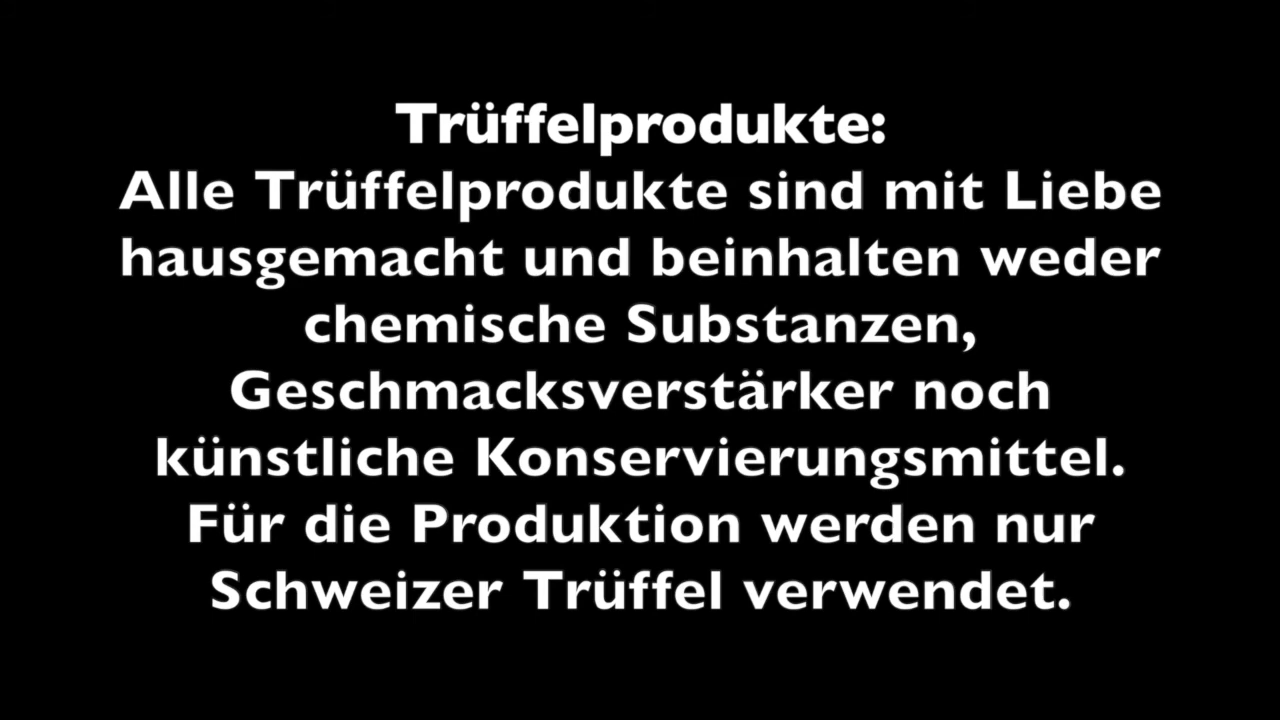 Trüffelprodukte:
Alle Trüffelprodukte sind mit Liebe
hausgemacht und beinhalten weder
chemische Substanzen,
Geschmacksverstärker noch
künstliche Konservierungsmittel.
Für die Produktion werden nur
Schweizer Trüffel verwendet.